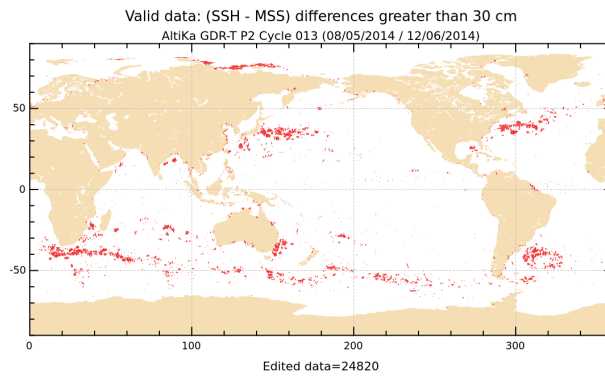 Valid data: (SSH - MSS) differences greater than 30 cm
AltiKa GDR-T P2 Cycle 013 (08/05/2014 / 12/06/2014)
50
0
-50
0
100
200
300
Edited data=24820